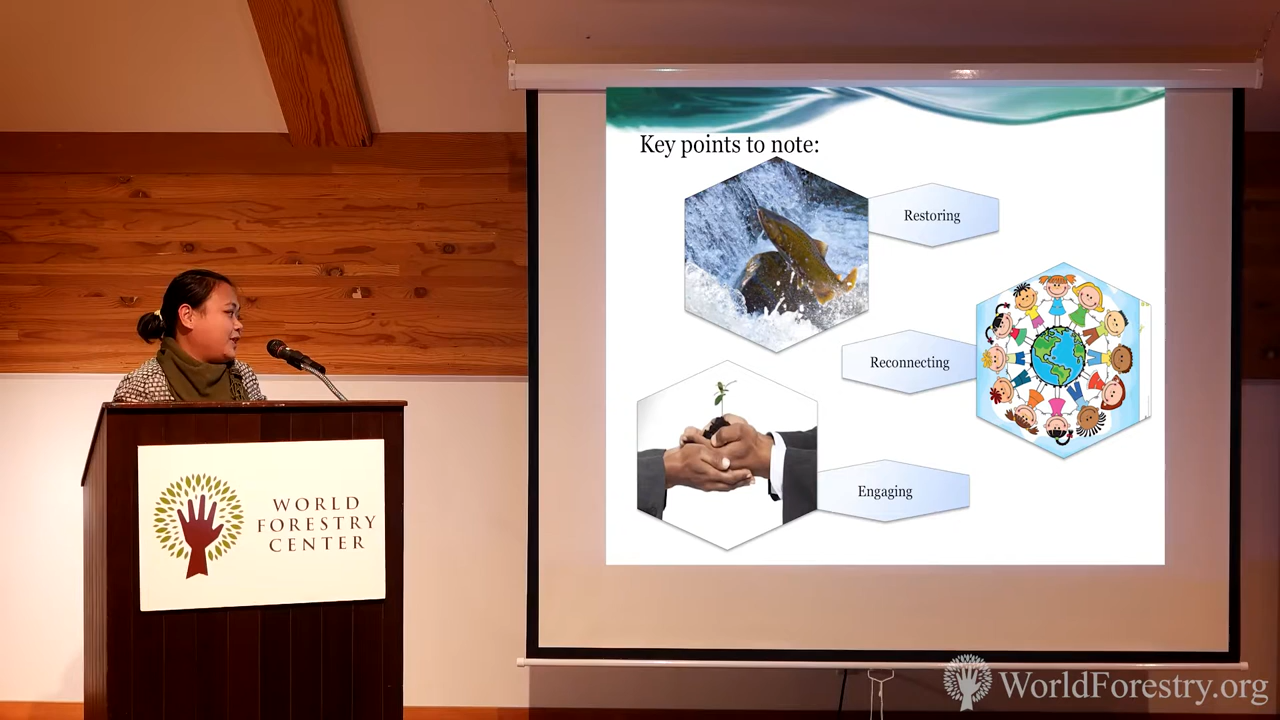 Key points to note:
Restoring
Reconnecting
Engaging
WORLD
FORESTRY
CENTER
WorldForestry.org